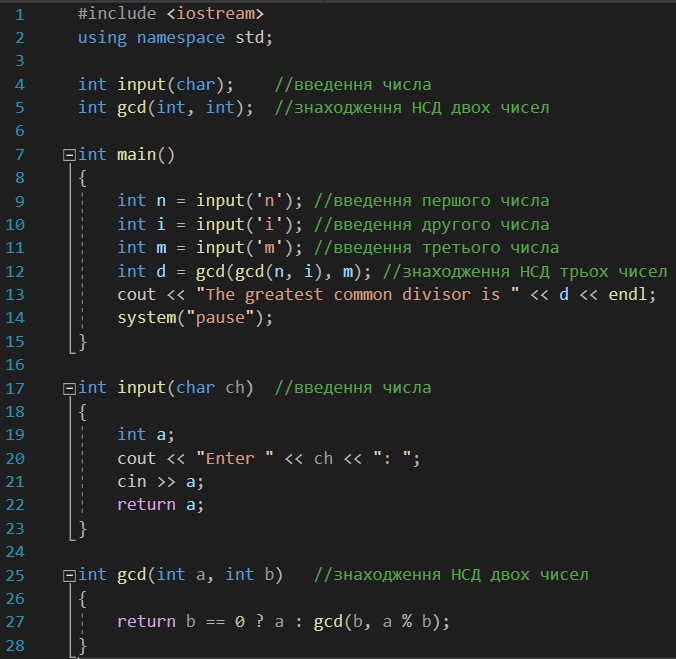 1 #include <iostream>
2 using namespace std;
3
4 int input(char);    //введення числа
5 int gcd(int, int);  //знаходження НСД двох чисел
6
7 int main()
8 {
9     int n = input('n'); //введення першого числа
10     int i = input('i'); //введення другого числа
11     int m = input('m'); //введення третього числа
12     int d = gcd(gcd(n, i), m); //знаходження НСД трьох чисел
13     cout << "The greatest common divisor is " << d << endl;
14     system("pause");
15 }
16
17 int input(char ch)  //введення числа
18 {
19     int a;
20     cout << "Enter " << ch << ": ";
21     cin >> a;
22     return a;
23 }
24
25 int gcd(int a, int b)   //знаходження НСД двох чисел
26 {
27     return b == 0 ? a : gcd(b, a % b);
28 }